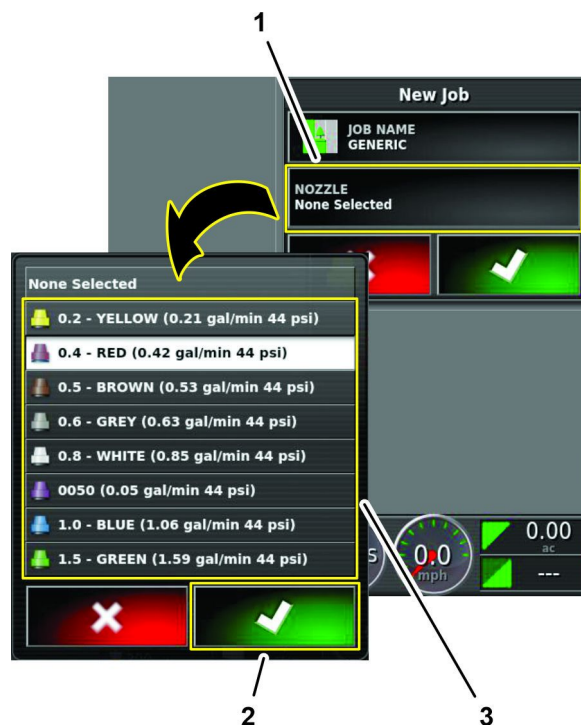 1
New Job
JOB NAME
GENERIC
NOZZLE
None Selected
None Selected
0.2 - YELLOW (0.21 gal/min 44 psi)
0.4 - RED (0.42 gal/min 44 psi)
0.5 - BROWN (0.53 gal/min 44 psi)
0.6 - GREY (0.63 gal/min 44 psi)
0.8 - WHITE (0.85 gal/min 44 psi)
0050 (0.05 gal/min 44 psi)
1.0 - BLUE (1.06 gal/min 44 psi)
1.5 - GREEN (1.59 gal/min 44 psi)
S
0.0
mph
0.00
ac
---
2
3